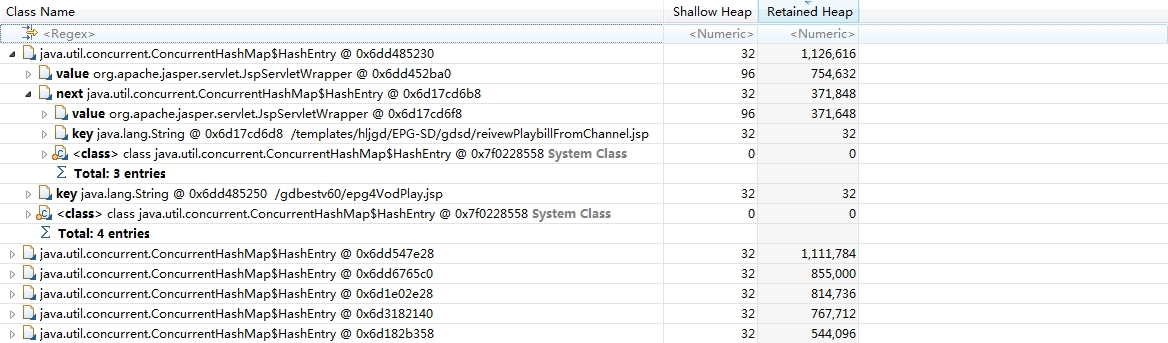 Class Name Shallow Heap Retained Heap
<Regex> <Numeric> <Numeric>
java.util.concurrent.ConcurrentHashMap$HashEntry @ 0x6dd485230 32 1,126,616
value org.apache.jasper.servlet.JspServletWrapper @ 0x6dd452ba0 96 754,632
next java.util.concurrent.ConcurrentHashMap$HashEntry @ 0x6d17cd6b8 32 371,848
value org.apache.jasper.servlet.JspServletWrapper @ 0x6d17cd6f8 96 371,648
key java.lang.String @ 0x6d17cd6d8 /templates/hljgd/EPG-SD/gdsd/reivewPlaybillFromChannel.jsp 32 32
<class> class java.util.concurrent.ConcurrentHashMap$HashEntry @ 0x7f0228558 System Class 0 0
Σ Total: 3 entries
key java.lang.String @ 0x6dd485250 /gdbestv60/epg4VodPlay.jsp 32 32
<class> class java.util.concurrent.ConcurrentHashMap$HashEntry @ 0x7f0228558 System Class 0 0
Σ Total: 4 entries
java.util.concurrent.ConcurrentHashMap$HashEntry @ 0x6dd547e28 32 1,111,784
java.util.concurrent.ConcurrentHashMap$HashEntry @ 0x6dd6765c0 32 855,000
java.util.concurrent.ConcurrentHashMap$HashEntry @ 0x6d1e02e28 32 814,736
java.util.concurrent.ConcurrentHashMap$HashEntry @ 0x6d3182140 32 767,712
java.util.concurrent.ConcurrentHashMap$HashEntry @ 0x6d182b358 32 544,096